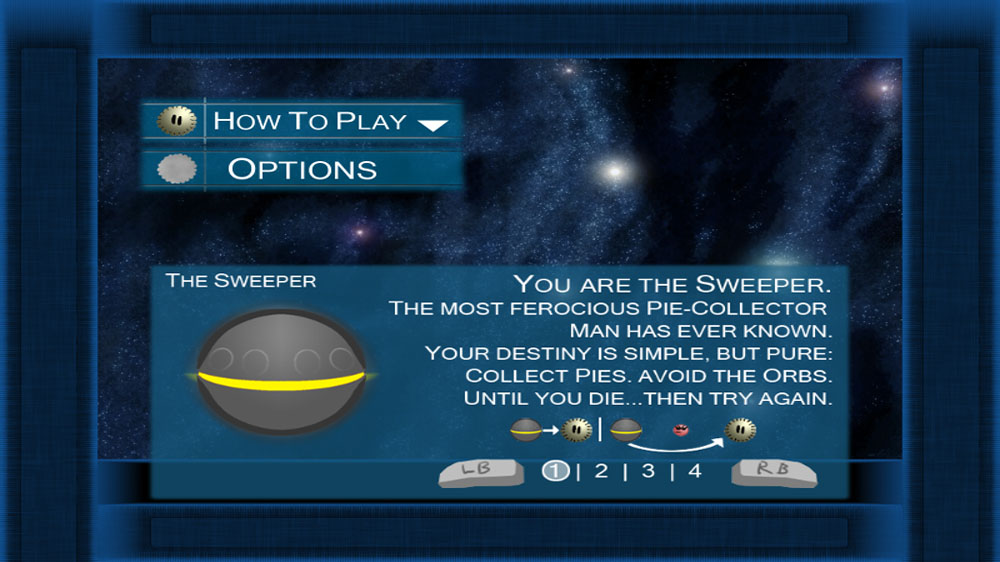 How To Play
Options
The Sweeper
You are the Sweeper.
The most ferocious Pie-Collector
Man has ever known.
Your destiny is simple, but pure:
Collect Pies. avoid the Orbs.
Until you die...then try again.
LB 1 | 2 | 3 | 4 RB